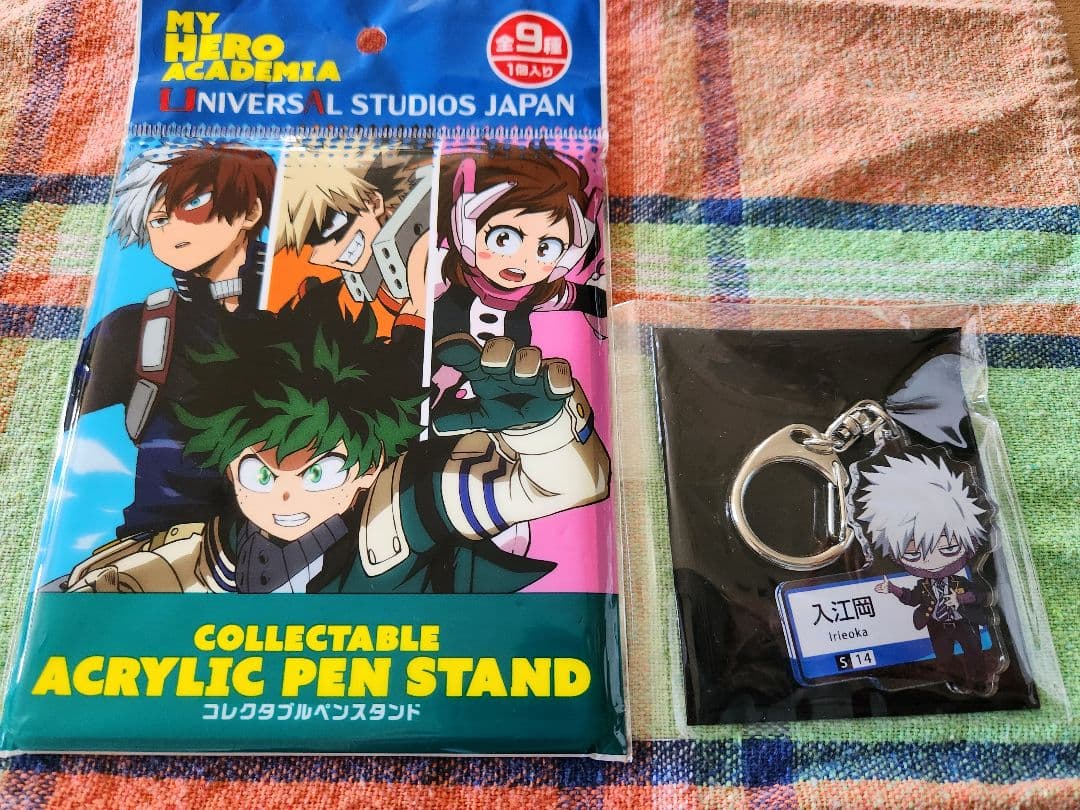 MY
HERO
ACADEMIA
UNIVERSAL STUDIOS JAPAN
全9種
1個入り
COLLECTABLE
ACRYLIC PEN STAND
コレクタブルペンスタンド
入江岡
Irieoka
S 14